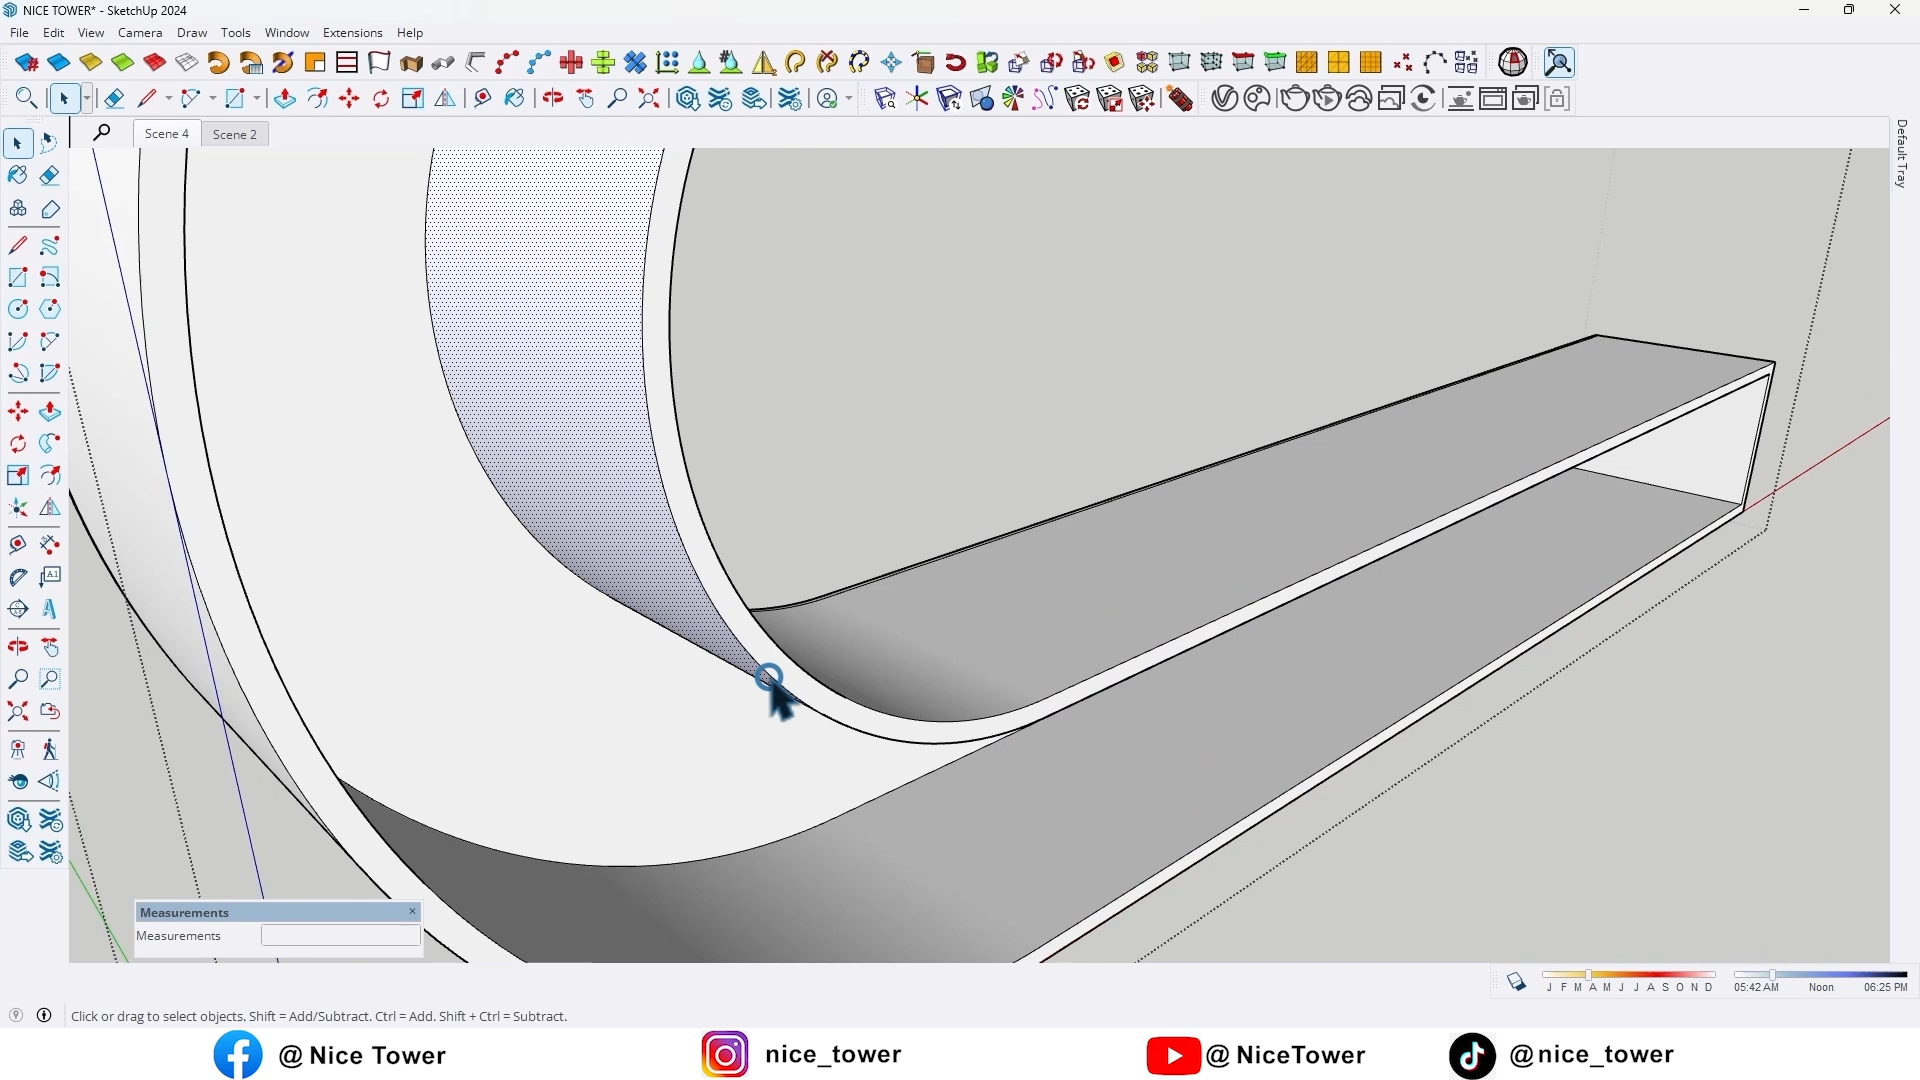 NICE TOWER* - SketchUp 2024
File Edit View Camera Draw Tools Window Extensions Help
Scene 4 Scene 2
Default Tray
A1
Measurements
Measurements
J F M A M J J A S O N D 05:42 AM Noon 06:25 PM
Click or drag to select objects. Shift = Add/Subtract. Ctrl = Add. Shift + Ctrl = Subtract.
@ Nice Tower nice_tower @ NiceTower @nice_tower